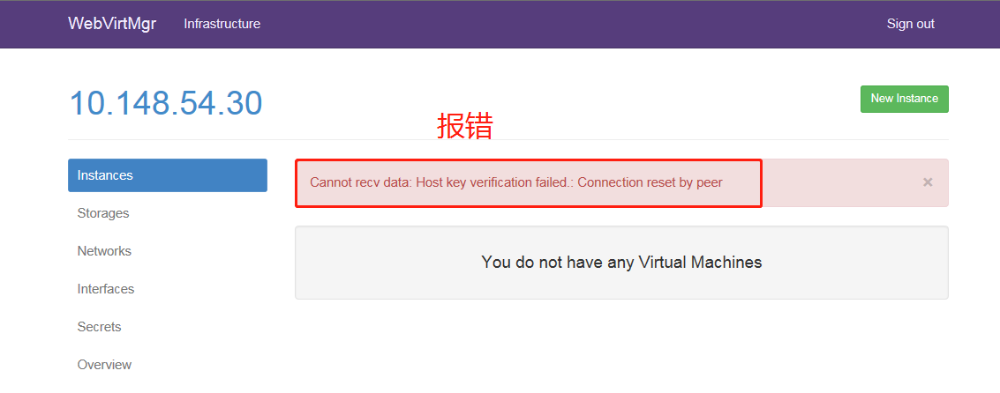 WebVirtMgr Infrastructure Sign out
10.148.54.30 New Instance
报错
Instances
Cannot recv data: Host key verification failed.: Connection reset by peer ×
Storages
Networks
You do not have any Virtual Machines
Interfaces
Secrets
Overview